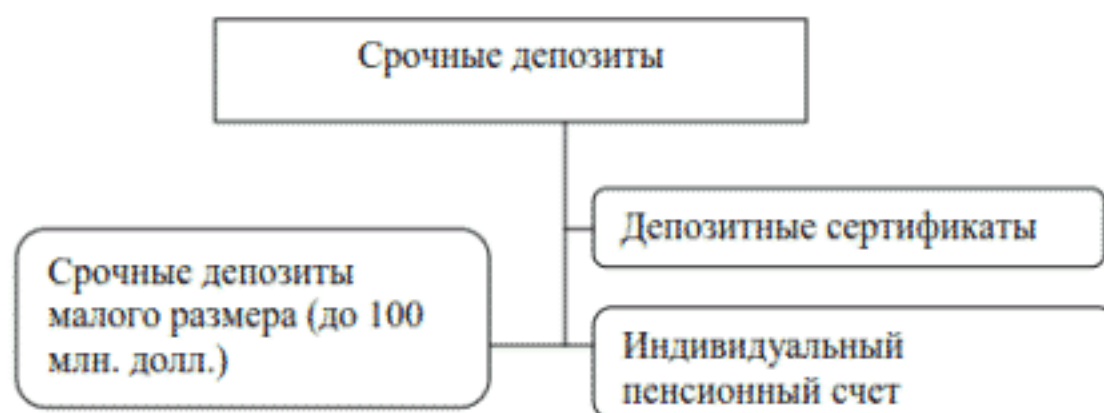 Срочные депозиты
Депозитные сертификаты
Срочные депозиты
малого размера (до 100
млн. долл.)
Индивидуальный
пенсионный счет